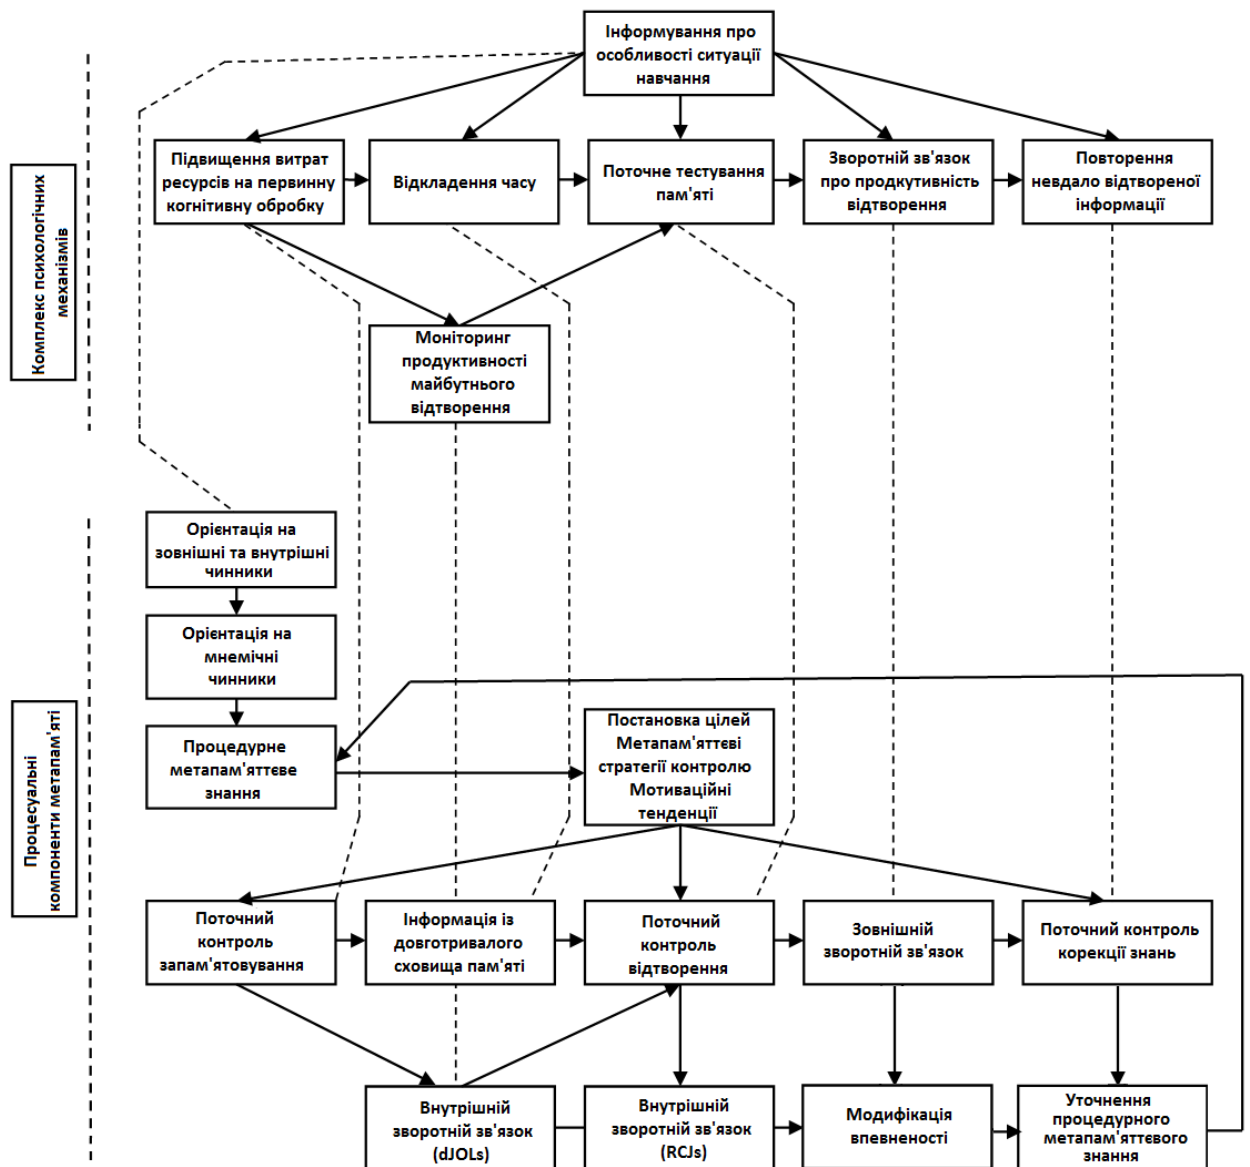 Інформування про
особливості ситуації
навчання
Комплекс психологічних
механізмів
Підвищення витрат
ресурсів на первинну
когнітивну обробку
Відкладення часу
Поточне тестування
пам'яті
Зворотній зв'язок
про продкутивність
відтворення
Повторення
невдало відтвореної
інформації
Моніторинг
продуктивності
майбутнього
відтворення
Процесуальні
компоненти метапам'яті
Орієнтація на
зовнішні та внутрішні
чинники
Орієнтація на
мнемічні
чинники
Процедурне
метапам'яттєве
знання
Постановка цілей
Метапам'яттєві
стратегії контролю
Мотиваційні
тенденції
Поточний
контроль
запам'ятовування
Інформація із
довготривалого
сховища пам'яті
Поточний
контроль
відтворення
Зовнішній
зворотній зв'язок
Поточний контроль
корекції знань
Внутрішній
зворотній зв'язок
(dJOLs)
Внутрішній
зворотній зв'язок
(RCJs)
Модифікація
впевненості
Уточнення
процедурного
метапам'яттєвого
знання